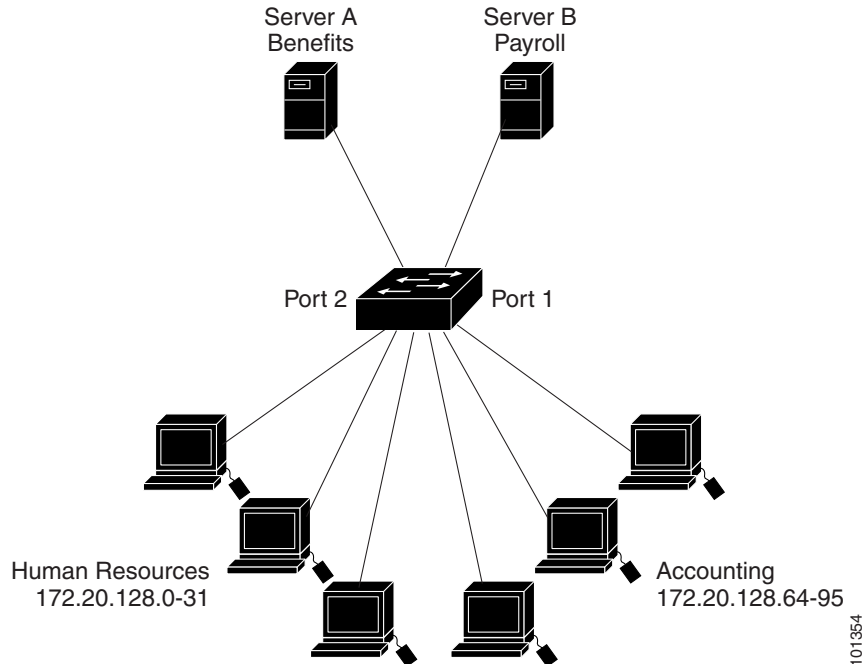 Server A
Benefits
Server B
Payroll
Port 2
Port 1
Human Resources
172.20.128.0-31
Accounting
172.20.128.64-95
101354